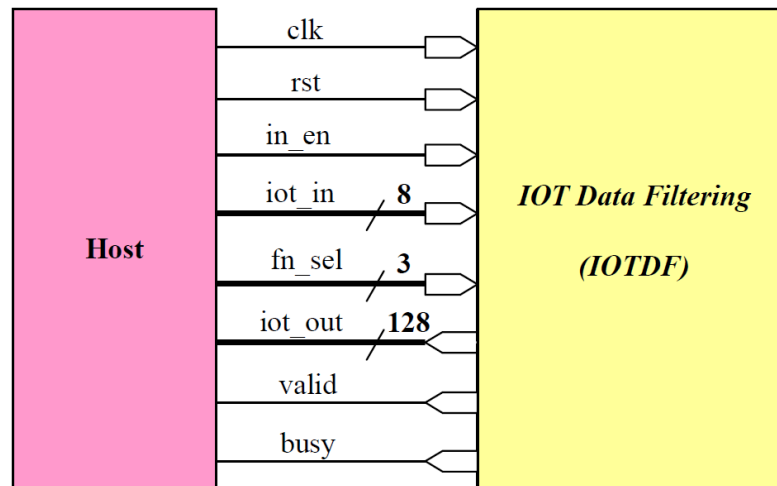 clk
rst
in_en
iot_in 8
fn_sel 3
iot_out 128
valid
busy
Host
IOT Data Filtering
(IOTDF)